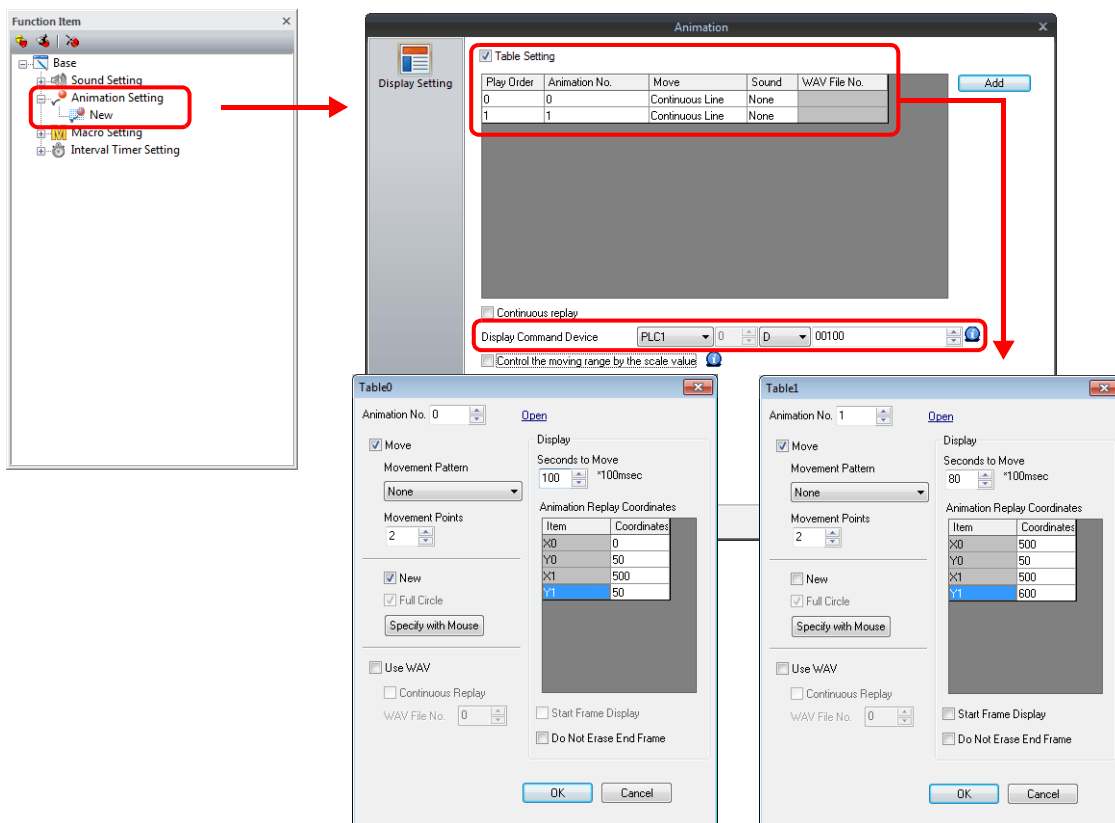 Function Item
Base
Sound Setting
Animation Setting
New
Macro Setting
Interval Timer Setting
Animation
Display Setting
Table Setting
Play Order Animation No. Move Sound WAV File No.
0 0 Continuous Line None
1 1 Continuous Line None
Add
Continuous replay
Display Command Device PLC1 0 D 00100
Control the moving range by the scale value
Table0
Animation No. 0 Open
Move
Movement Pattern
None
Movement Points
2
New
Full Circle
Specify with Mouse
Use WAV
Continuous Replay
WAV File No. 0
Display
Seconds to Move
100 *100msec
Animation Replay Coordinates
Item Coordinates
X0 0
Y0 50
X1 500
Y1 50
Start Frame Display
Do Not Erase End Frame
OK Cancel
Table1
Animation No. 1 Open
Move
Movement Pattern
None
Movement Points
2
New
Full Circle
Specify with Mouse
Use WAV
Continuous Replay
WAV File No. 0
Display
Seconds to Move
80 *100msec
Animation Replay Coordinates
Item Coordinates
X0 500
Y0 50
X1 500
Y1 600
Start Frame Display
Do Not Erase End Frame
OK Cancel